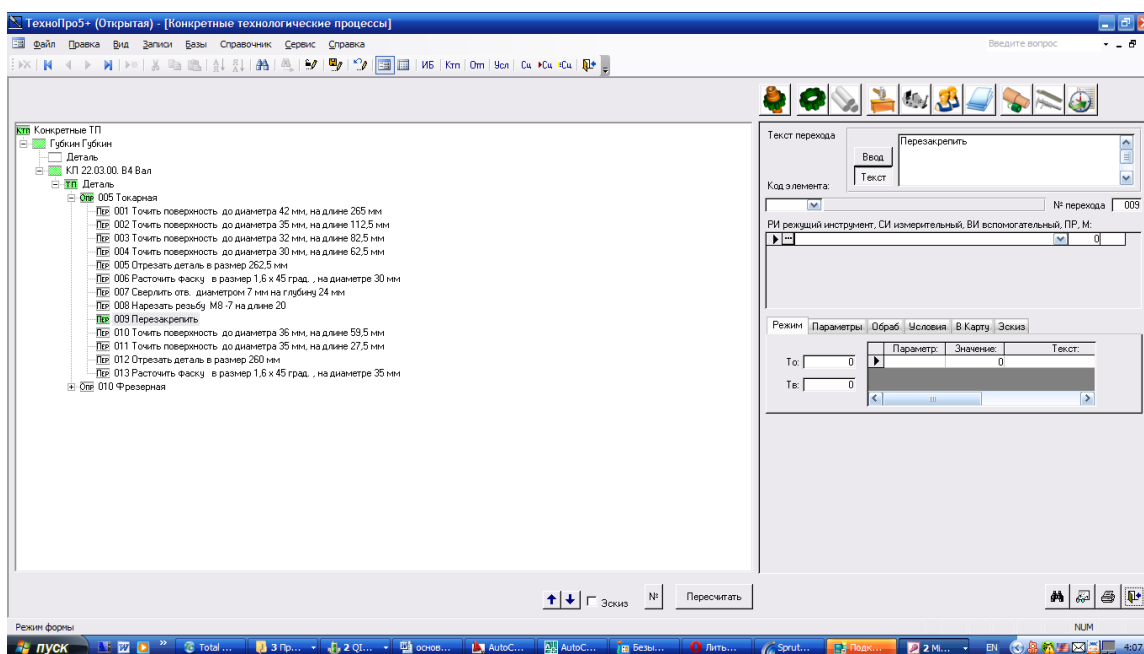 ТехноПро5+ (Открытая) - [Конкретные технологические процессы]
Файл Правка Вид Записи Базы Справочник Сервис Справка
Введите вопрос
ИБ Ктп Отп Усл
Конкретные ТП
Губкин Губкин
Деталь
КП 22.03.00. В4 Вал
ТП Деталь
Опр 005 Токарная
Пер 001 Точить поверхность до диаметра 42 мм, на длине 265 мм
Пер 002 Точить поверхность до диаметра 35 мм, на длине 112,5 мм
Пер 003 Точить поверхность до диаметра 32 мм, на длине 82,5 мм
Пер 004 Точить поверхность до диаметра 30 мм, на длине 62,5 мм
Пер 005 Отрезать деталь в размер 262,5 мм
Пер 006 Расточить фаску в размер 1,6 x 45 град. , на диаметре 30 мм
Пер 007 Сверлить отв. диаметром 7 мм на глубину 24 мм
Пер 008 Нарезать резьбу М8 -7 на длине 20
Пер 009 Перезакрепить
Пер 010 Точить поверхность до диаметра 36 мм, на длине 59,5 мм
Пер 011 Точить поверхность до диаметра 35 мм, на длине 27,5 мм
Пер 012 Отрезать деталь в размер 260 мм
Пер 013 Расточить фаску в размер 1,6 x 45 град. , на диаметре 35 мм
Опр 010 Фрезерная
Текст перехода
Ввод
Текст
Перезакрепить
Код элемента:
№ перехода 009
РИ режущий инструмент, СИ измерительный, ВИ вспомогательный, ПР, М:
0
Режим Параметры Обраб Условия В Карту Эскиз
Параметр: Значение: Текст:
То: 0
0
Тв: 0
Эскиз № Пересчитать
Режим формы
NUM
пуск Total ... 3 Пр... 2 QI... основ... AutoC... AutoC... Безы... Лить... Sprut... Подк... 2 Mi... EN 4:07